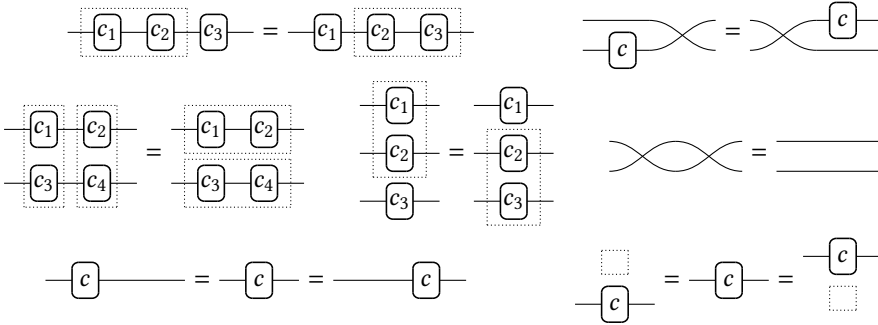 c₁ c₂ c₃ = c₁ c₂ c₃
c = c
c₁ c₂ = c₁ c₂
c₃ c₄ c₃ c₄
c₁ c₁
c₂ = c₂
c₃ c₃
=
c = c = c
c = c = c